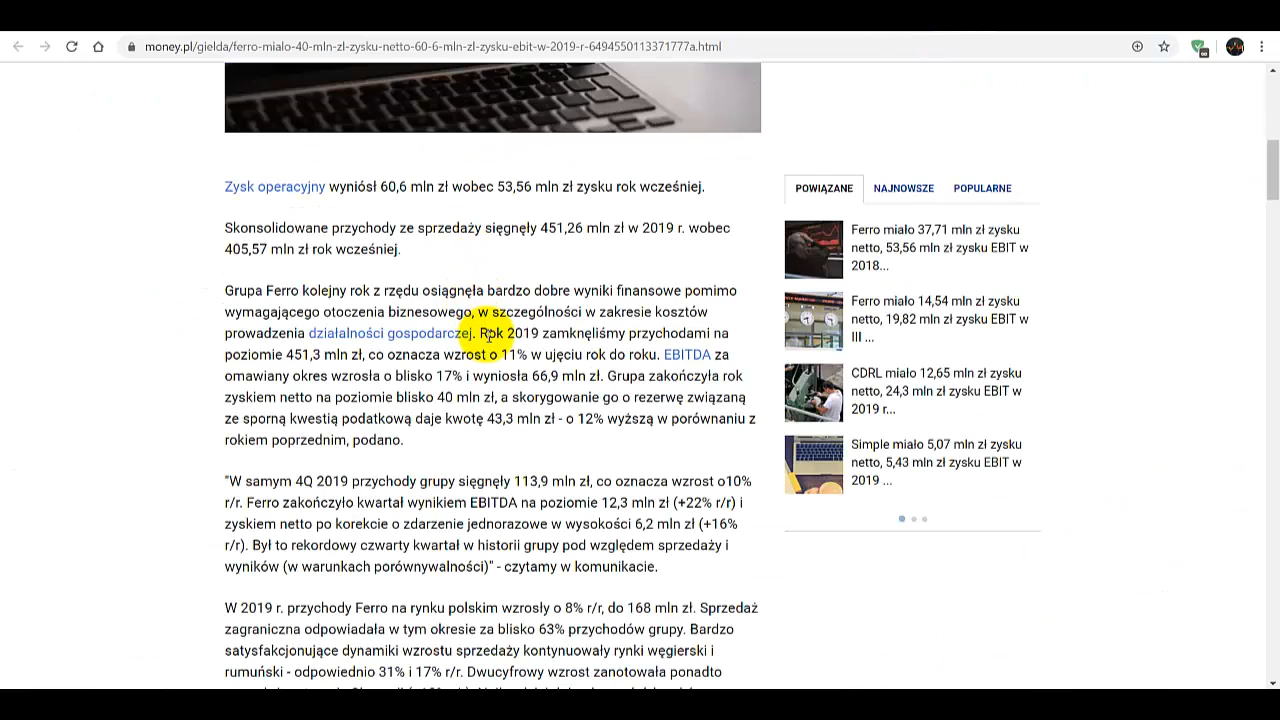 money.pl/gielda/ferro-mialo-40-mln-zl-zysku-netto-60-6-mln-zl-zysku-ebit-w-2019-r-6494550113371777a.html
Zysk operacyjny wyniósł 60,6 mln zł wobec 53,56 mln zł zysku rok wcześniej.
Skonsolidowane przychody ze sprzedaży sięgnęły 451,26 mln zł w 2019 r. wobec
405,57 mln zł rok wcześniej.
Grupa Ferro kolejny rok z rzędu osiągnęła bardzo dobre wyniki finansowe pomimo
wymagającego otoczenia biznesowego, w szczególności w zakresie kosztów
prowadzenia działalności gospodarczej. Rok 2019 zamknęliśmy przychodami na
poziomie 451,3 mln zł, co oznacza wzrost o 11% w ujęciu rok do roku. EBITDA za
omawiany okres wzrosła o blisko 17% i wyniosła 66,9 mln zł. Grupa zakończyła rok
zyskiem netto na poziomie blisko 40 mln zł, a skorygowanie go o rezerwę związaną
ze sporną kwestią podatkową daje kwotę 43,3 mln zł - o 12% wyższą w porównaniu z
rokiem poprzednim, podano.
"W samym 4Q 2019 przychody grupy sięgnęły 113,9 mln zł, co oznacza wzrost o10%
r/r. Ferro zakończyło kwartał wynikiem EBITDA na poziomie 12,3 mln zł (+22% r/r) i
zyskiem netto po korekcie o zdarzenie jednorazowe w wysokości 6,2 mln zł (+16%
r/r). Był to rekordowy czwarty kwartał w historii grupy pod względem sprzedaży i
wyników (w warunkach porównywalności)" - czytamy w komunikacie.
W 2019 r. przychody Ferro na rynku polskim wzrosły o 8% r/r, do 168 mln zł. Sprzedaż
zagraniczna odpowiadała w tym okresie za blisko 63% przychodów grupy. Bardzo
satysfakcjonujące dynamiki wzrostu sprzedaży kontynuowały rynki węgierski i
rumuński - odpowiednio 31% i 17% r/r. Dwucyfrowy wzrost zanotowała ponadto
POWIĄZANE NAJNOWSZE POPULARNE
Ferro miało 37,71 mln zł zysku
netto, 53,56 mln zł zysku EBIT w
2018...
Ferro miało 14,54 mln zł zysku
netto, 19,82 mln zł zysku EBIT w
III ...
CDRL miało 12,65 mln zł zysku
netto, 24,3 mln zł zysku EBIT w
2019 r...
Simple miało 5,07 mln zł zysku
netto, 5,43 mln zł zysku EBIT w
2019 ...